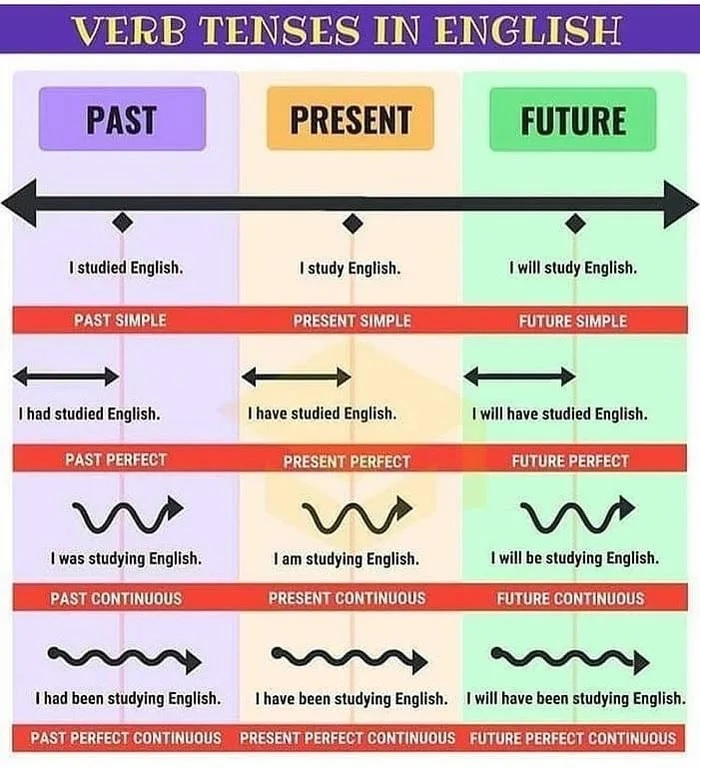 VERB TENSES IN ENGLISH
PAST PRESENT FUTURE
I studied English. I study English. I will study English.
PAST SIMPLE PRESENT SIMPLE FUTURE SIMPLE
I had studied English. I have studied English. I will have studied English.
PAST PERFECT PRESENT PERFECT FUTURE PERFECT
I was studying English. I am studying English. I will be studying English.
PAST CONTINUOUS PRESENT CONTINUOUS FUTURE CONTINUOUS
I had been studying English. I have been studying English. I will have been studying English.
PAST PERFECT CONTINUOUS PRESENT PERFECT CONTINUOUS FUTURE PERFECT CONTINUOUS